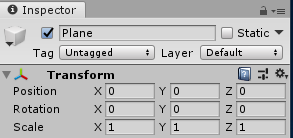 Inspector
Plane Static
Tag Untagged Layer Default
Transform
Position X 0 Y 0 Z 0
Rotation X 0 Y 0 Z 0
Scale X 1 Y 1 Z 1